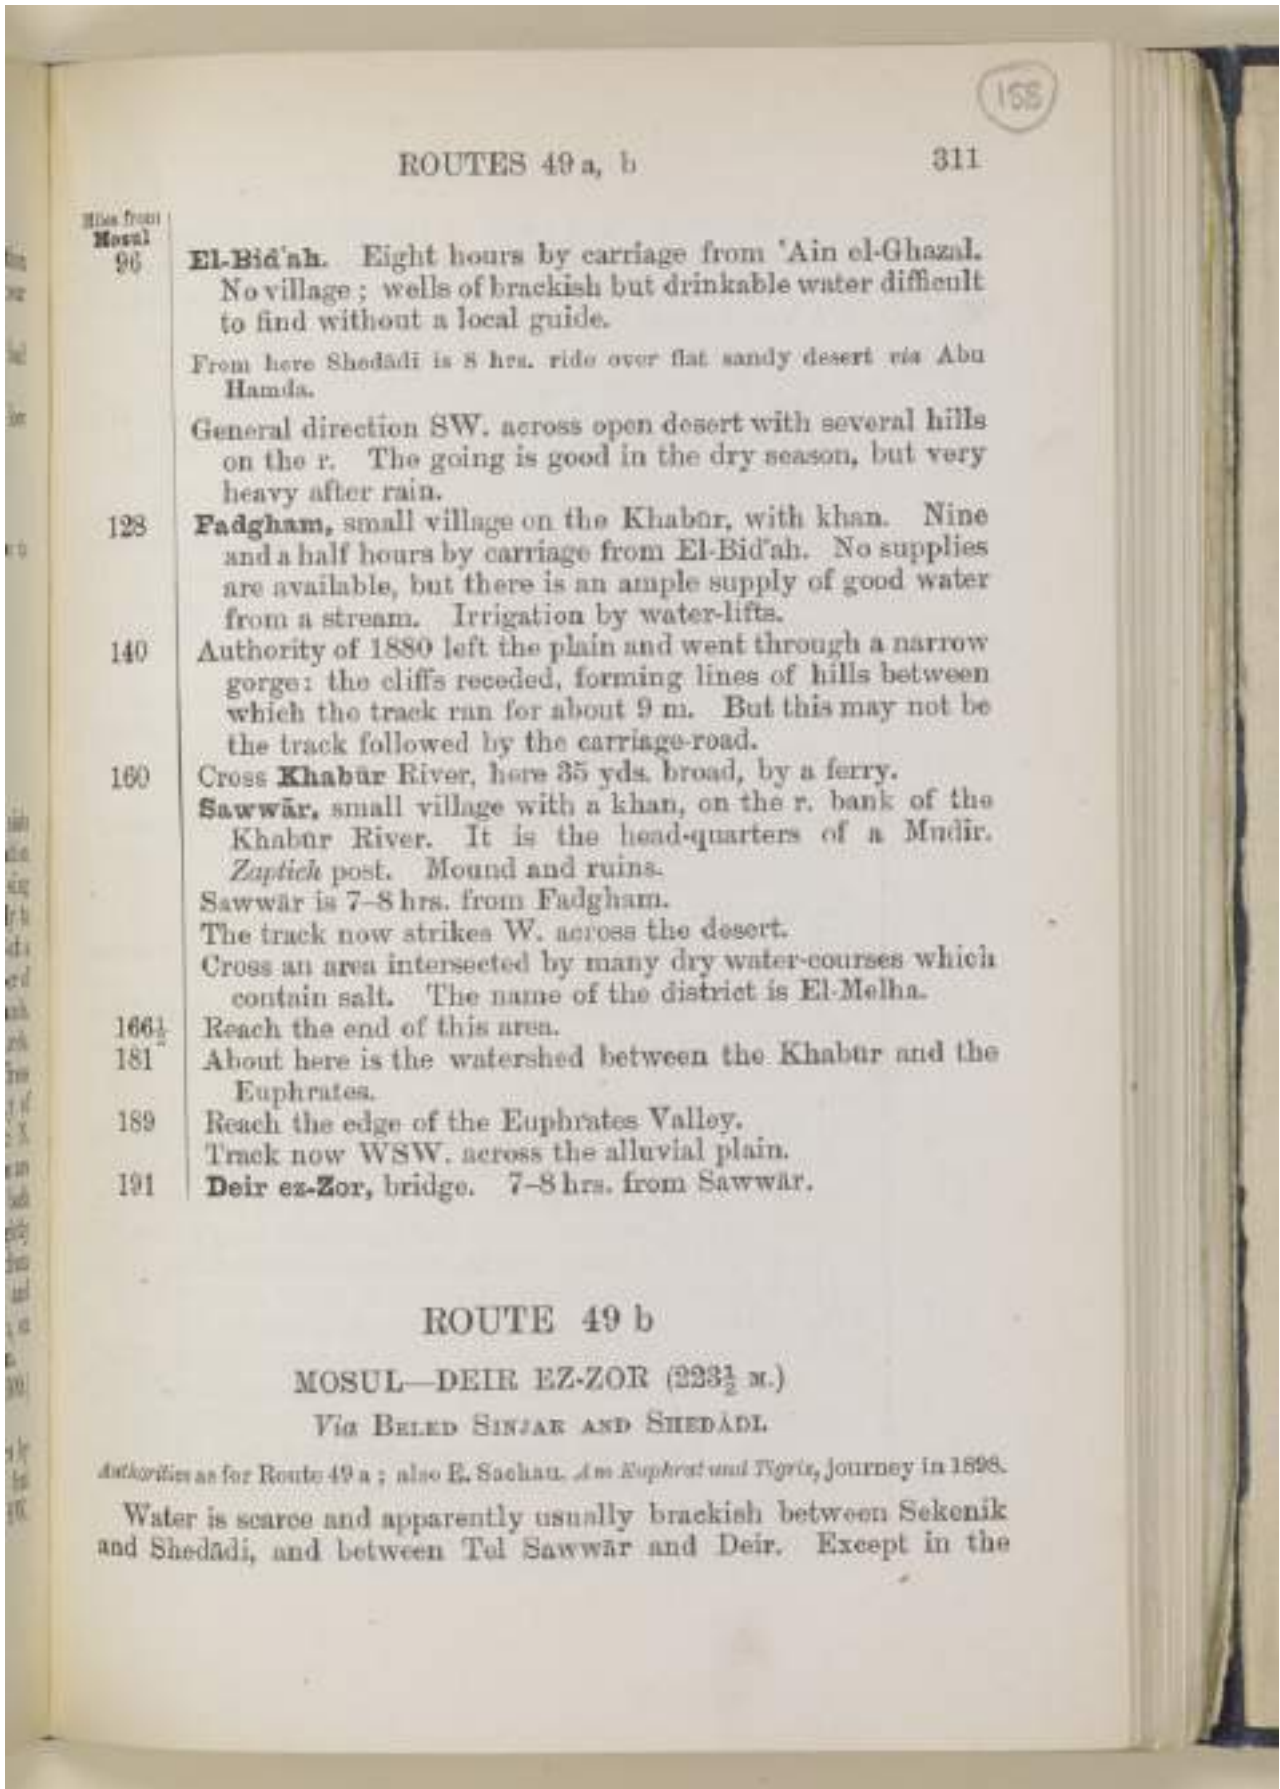 158
ROUTES 49 a, b 311
Miles from
Mosul
96 El-Bid'ah. Eight hours by carriage from 'Ain el-Ghazal.
No village ; wells of brackish but drinkable water difficult
to find without a local guide.
From here Shedādi is 8 hrs. ride over flat sandy desert via Abu
Hamda.
General direction SW. across open desert with several hills
on the r. The going is good in the dry season, but very
heavy after rain.
128 Fadgham, small village on the Khabūr, with khan. Nine
and a half hours by carriage from El-Bid'ah. No supplies
are available, but there is an ample supply of good water
from a stream. Irrigation by water-lifts.
140 Authority of 1880 left the plain and went through a narrow
gorge: the cliffs receded, forming lines of hills between
which the track ran for about 9 m. But this may not be
the track followed by the carriage-road.
160 Cross Khabūr River, here 35 yds. broad, by a ferry.
Sawwār, small village with a khan, on the r. bank of the
Khabūr River. It is the head-quarters of a Mudir.
Zaptieh post. Mound and ruins.
Sawwār is 7–8 hrs. from Fadgham.
The track now strikes W. across the desert.
Cross an area intersected by many dry water-courses which
contain salt. The name of the district is El-Melha.
166½ Reach the end of this area.
181 About here is the watershed between the Khabūr and the
Euphrates.
189 Reach the edge of the Euphrates Valley.
Track now WSW. across the alluvial plain.
191 Deir ez-Zor, bridge. 7–8 hrs. from Sawwār.
ROUTE 49 b
MOSUL—DEIR EZ-ZOR (223½ M.)
Via BELED SINJAR AND SHEDĀDI.
Authorities as for Route 49 a ; also E. Sachau. Am Euphrat und Tigris, journey in 1898.
Water is scarce and apparently usually brackish between Sekenik
and Shedādi, and between Tel Sawwār and Deir. Except in the